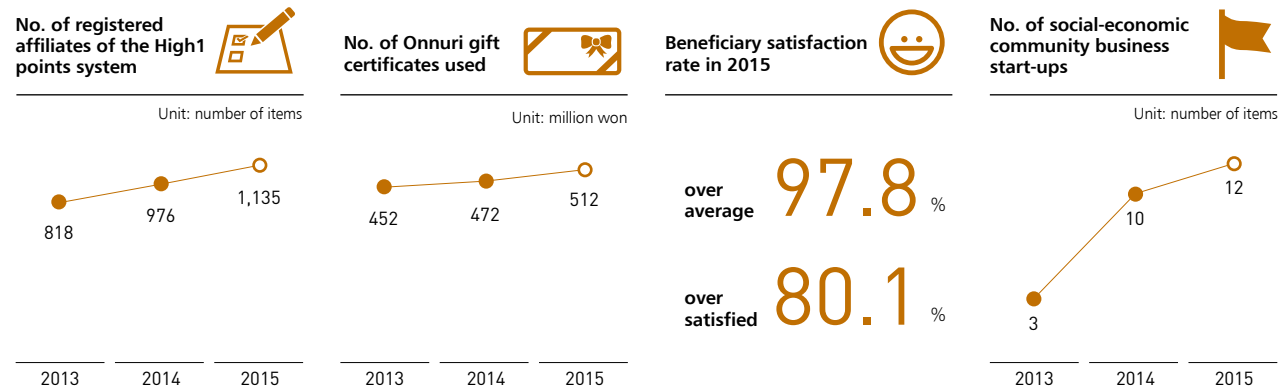 No. of registered
affiliates of the High1
points system
Unit: number of items
818
976
1,135
2013
2014
2015
No. of Onnuri gift
certificates used
Unit: million won
452
472
512
2013
2014
2015
Beneficiary satisfaction
rate in 2015
over
average
97.8 %
over
satisfied
80.1 %
No. of social-economic
community business
start-ups
Unit: number of items
3
10
12
2013
2014
2015